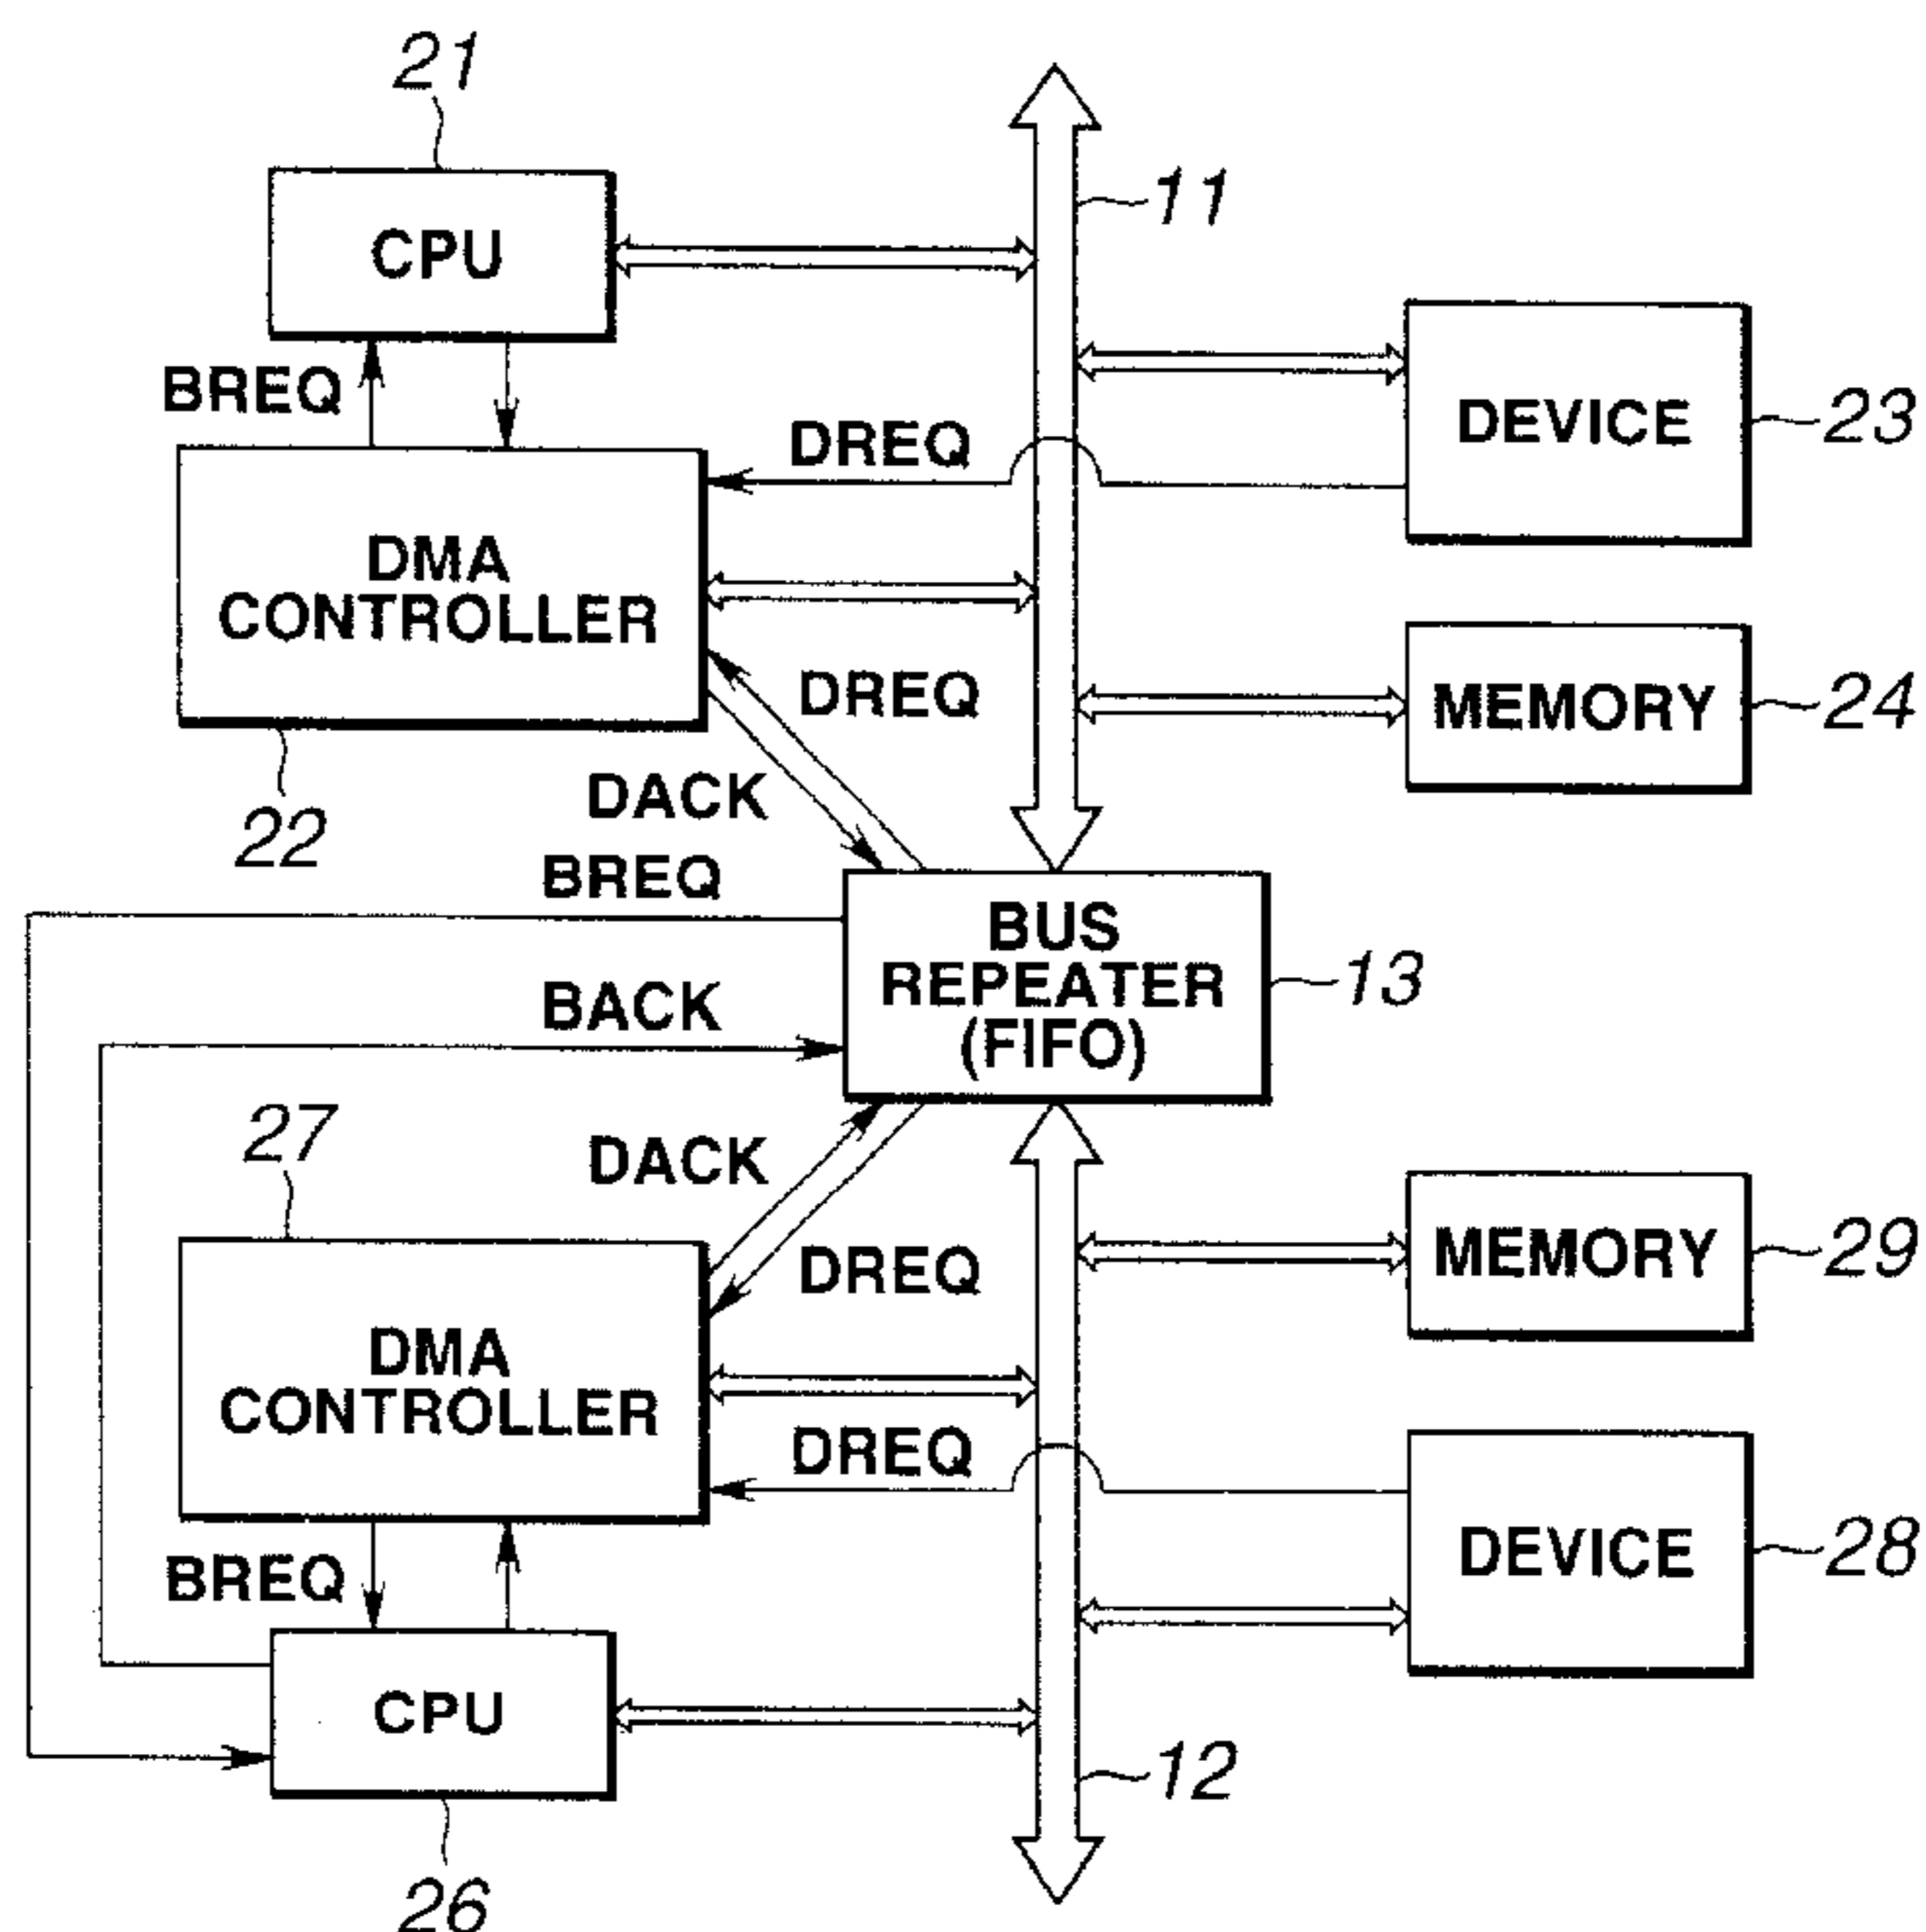 21
11
CPU
BREQ
DREQ
DEVICE
23
DMA
CONTROLLER
DREQ
MEMORY
24
DACK
22
BREQ
BUS
REPEATER
(FIFO)
13
BACK
27
DACK
MEMORY
29
DREQ
DMA
CONTROLLER
DREQ
DEVICE
28
BREQ
CPU
12
26